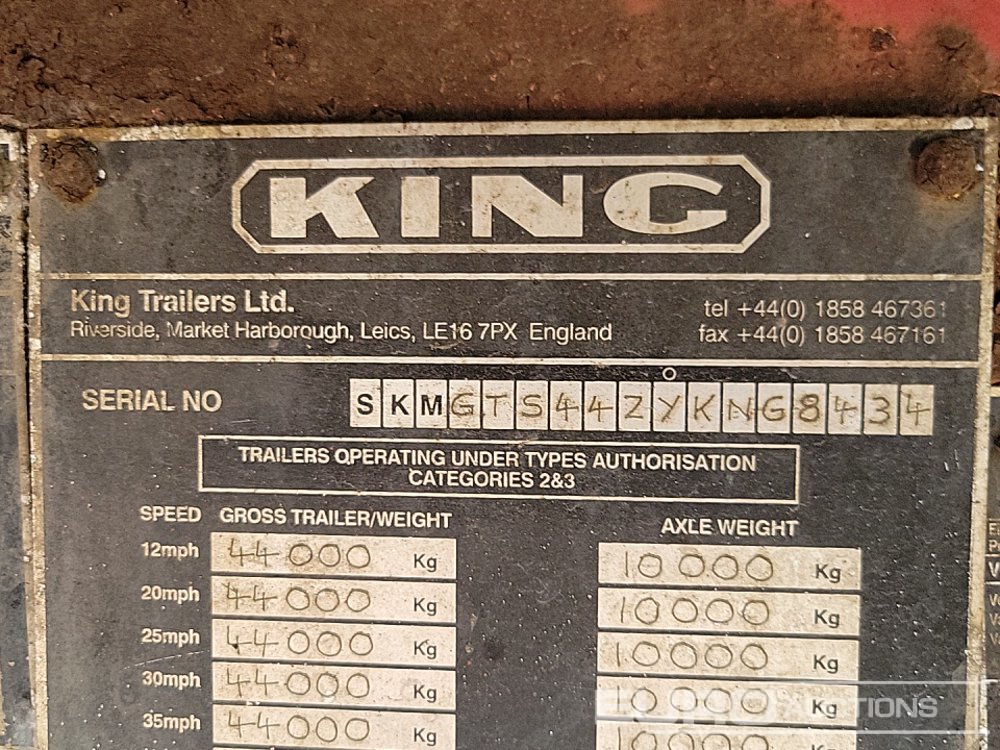 KING
King Trailers Ltd.
Riverside, Market Harborough, Leics, LE16 7PX England
tel +44(0) 1858 467361
fax +44(0) 1858 467161
SERIAL NO SKMGTS44ZYKNG8434
TRAILERS OPERATING UNDER TYPES AUTHORISATION
CATEGORIES 2&3
SPEED GROSS TRAILER/WEIGHT AXLE WEIGHT
12mph 44000 Kg 10000 Kg
20mph 44000 Kg 10000 Kg
25mph 44000 Kg 10000 Kg
30mph 44000 Kg 10000 Kg
35mph 44000 Kg
EURO AUCTIONS